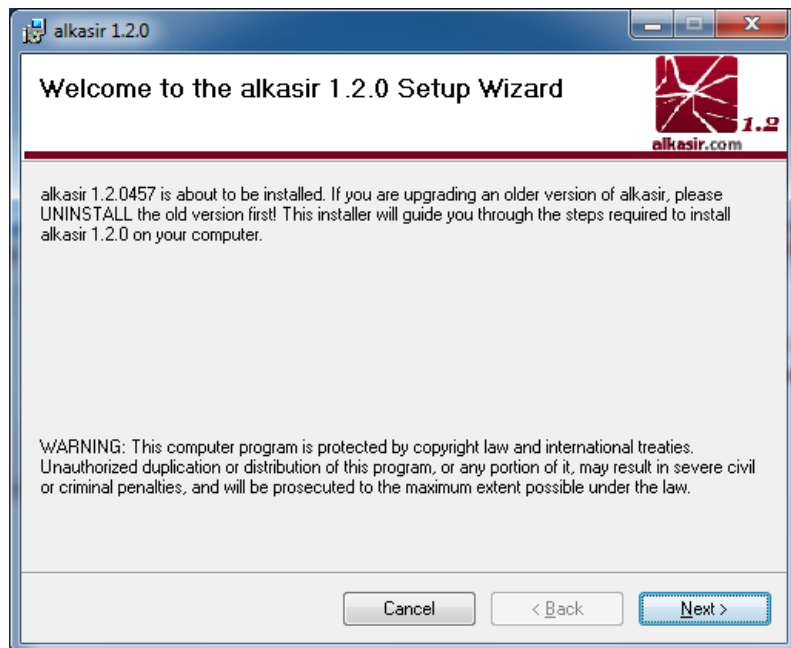 alkasir 1.2.0
Welcome to the alkasir 1.2.0 Setup Wizard
1.2
alkasir.com
alkasir 1.2.0457 is about to be installed. If you are upgrading an older version of alkasir, please
UNINSTALL the old version first! This installer will guide you through the steps required to install
alkasir 1.2.0 on your computer.
WARNING: This computer program is protected by copyright law and international treaties.
Unauthorized duplication or distribution of this program, or any portion of it, may result in severe civil
or criminal penalties, and will be prosecuted to the maximum extent possible under the law.
Cancel
< Back
Next >